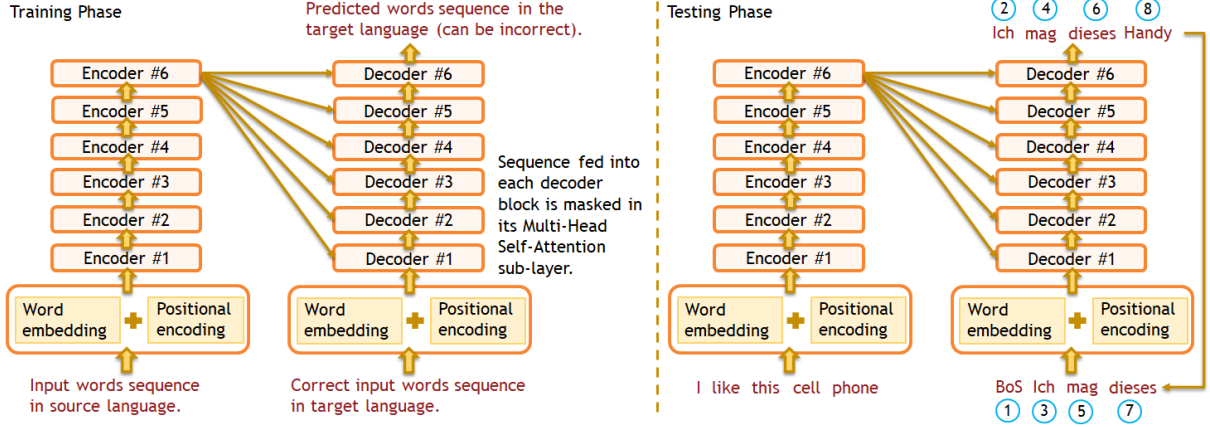 Training Phase
Predicted words sequence in the
target language (can be incorrect).
Encoder #6
Encoder #5
Encoder #4
Encoder #3
Encoder #2
Encoder #1
Decoder #6
Decoder #5
Decoder #4
Decoder #3
Decoder #2
Decoder #1
Sequence fed into
each decoder
block is masked in
its Multi-Head
Self-Attention
sub-layer.
Word
embedding
+
Positional
encoding
Word
embedding
+
Positional
encoding
Input words sequence
in source language.
Correct input words sequence
in target language.
Testing Phase
2 4 6 8
Ich mag dieses Handy
Encoder #6
Encoder #5
Encoder #4
Encoder #3
Encoder #2
Encoder #1
Decoder #6
Decoder #5
Decoder #4
Decoder #3
Decoder #2
Decoder #1
Word
embedding
+
Positional
encoding
Word
embedding
+
Positional
encoding
I like this cell phone
BoS Ich mag dieses
1 3 5 7